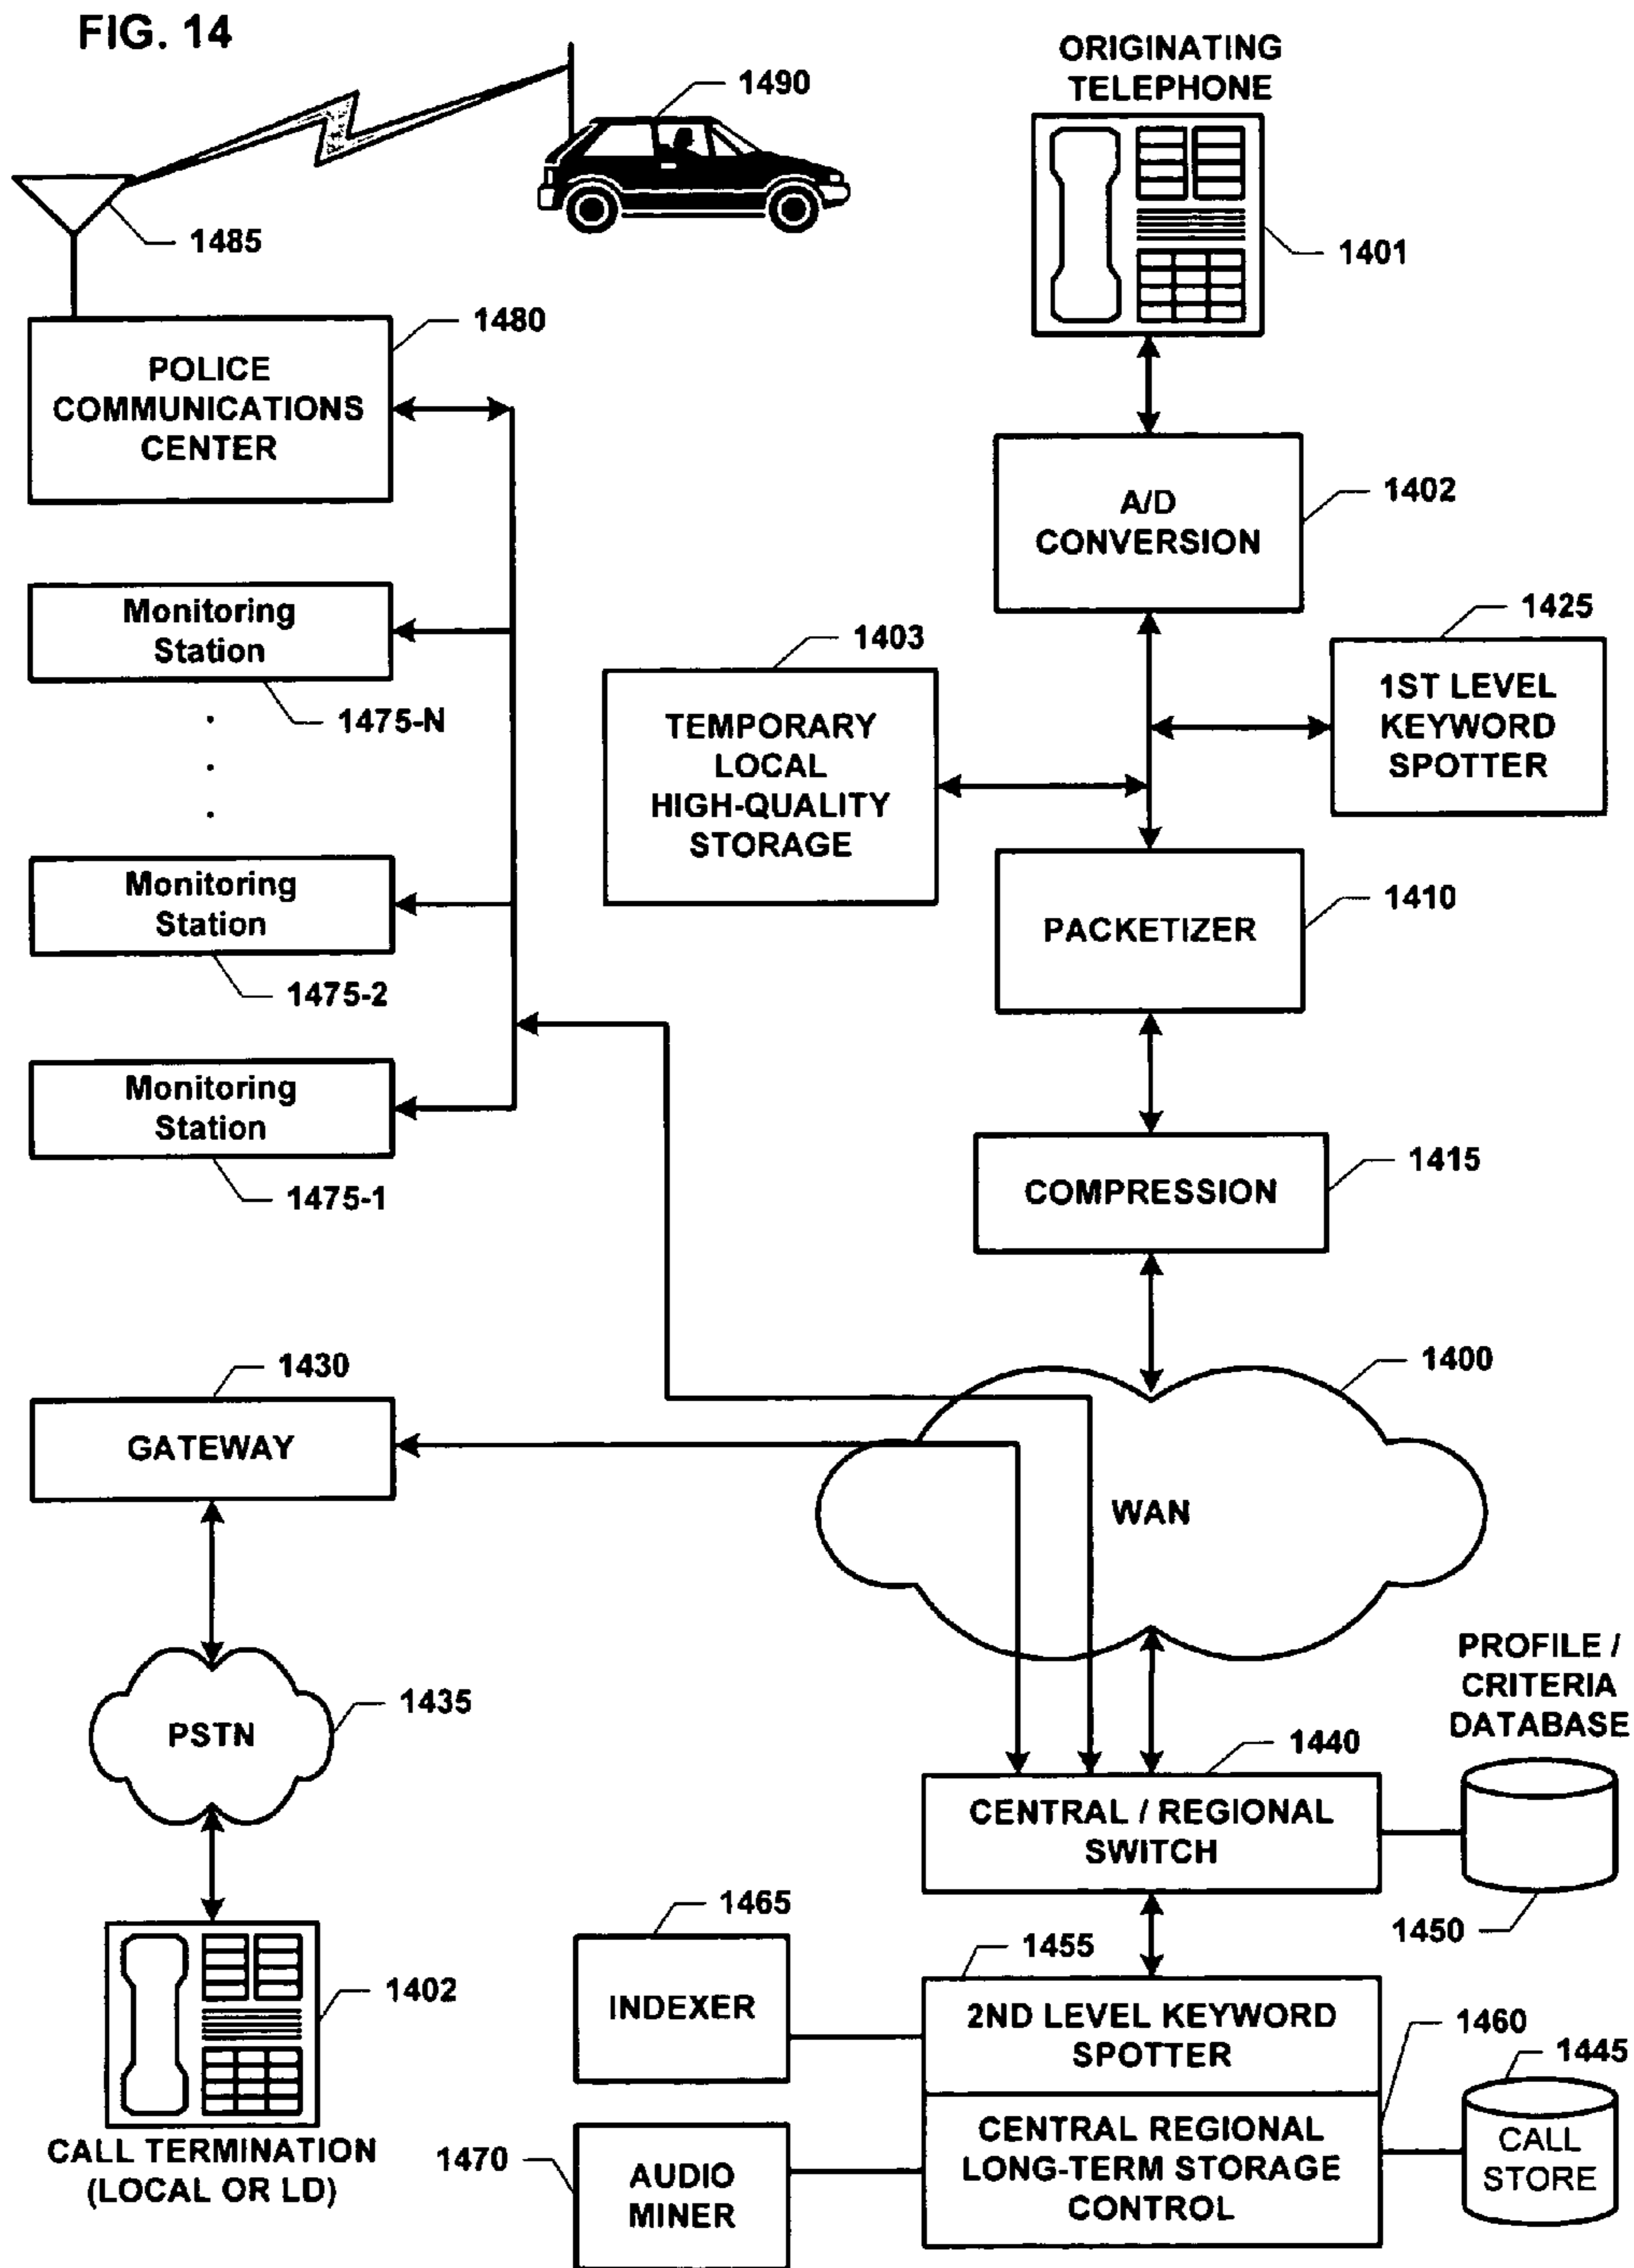 FIG. 14
1490
1485
ORIGINATING
TELEPHONE
1401
1480
POLICE
COMMUNICATIONS
CENTER
A/D
CONVERSION
1402
Monitoring
Station
1475-N
1403
TEMPORARY
LOCAL
HIGH-QUALITY
STORAGE
1425
1ST LEVEL
KEYWORD
SPOTTER
Monitoring
Station
1475-2
PACKETIZER
1410
Monitoring
Station
1475-1
COMPRESSION
1415
1430
GATEWAY
1400
WAN
PSTN
1435
PROFILE /
CRITERIA
DATABASE
1440
CENTRAL / REGIONAL
SWITCH
1450
1402
CALL TERMINATION
(LOCAL OR LD)
1465
INDEXER
1455
2ND LEVEL KEYWORD
SPOTTER
1460
1445
CALL
STORE
1470
AUDIO
MINER
CENTRAL REGIONAL
LONG-TERM STORAGE
CONTROL